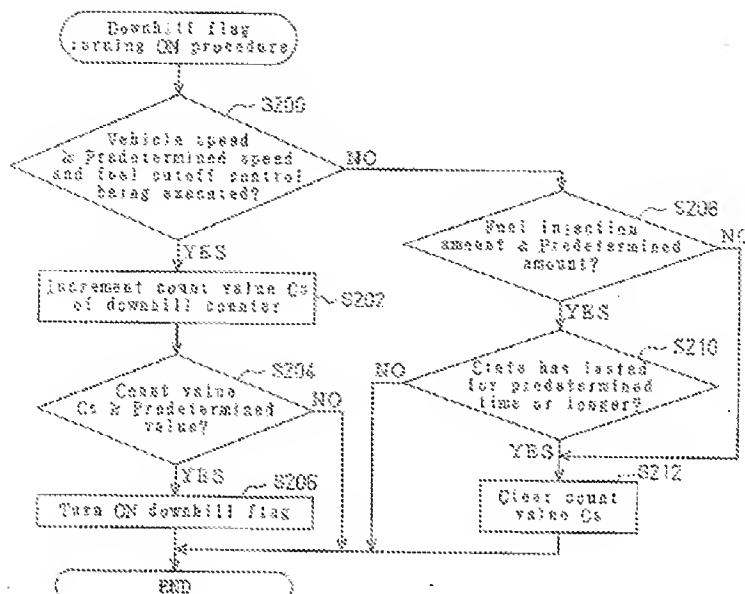 Downhill flag
turning ON procedure
S200
Vehicle speed
≥ Predetermined speed
and fuel cutoff control
being executed?
NO
YES
S208
Fuel injection
amount ≥ Predetermined
amount?
NO
YES
Increment count value Cs
of downhill counter
S202
S210
State has lasted
for predetermined
time or longer?
NO
YES
S204
Count value
Cs ≥ Predetermined
value?
NO
YES
S206
Turn ON downhill flag
S212
Clear count
value Cs
END